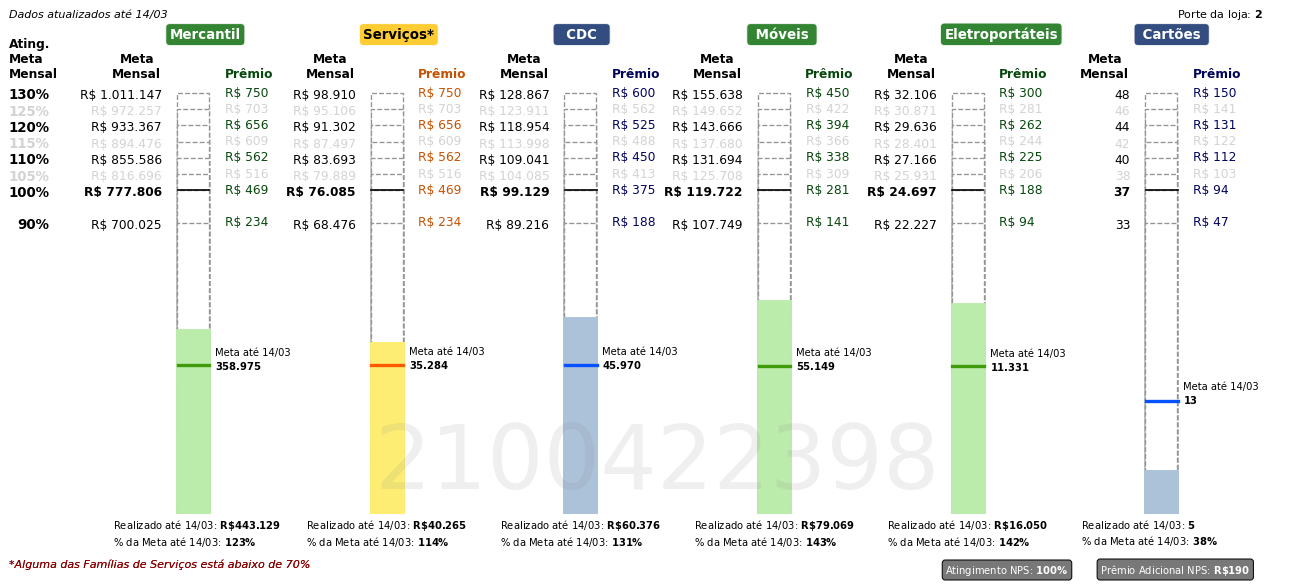 Dados atualizados até 14/03
Porte da loja: 2
Mercantil Serviços* CDC Móveis Eletroportáteis Cartões
Ating. Meta Mensal
Meta Mensal Prêmio Meta Mensal Prêmio Meta Mensal Prêmio Meta Mensal Prêmio Meta Mensal Prêmio Meta Mensal Prêmio
130% R$ 1.011.147 R$ 750 R$ 98.910 R$ 750 R$ 128.867 R$ 600 R$ 155.638 R$ 450 R$ 32.106 R$ 300 48 R$ 150
125% R$ 972.257 R$ 703 R$ 95.106 R$ 703 R$ 123.911 R$ 562 R$ 149.652 R$ 422 R$ 30.871 R$ 281 46 R$ 141
120% R$ 933.367 R$ 656 R$ 91.302 R$ 656 R$ 118.954 R$ 525 R$ 143.666 R$ 394 R$ 29.636 R$ 262 44 R$ 131
115% R$ 894.476 R$ 609 R$ 87.497 R$ 609 R$ 113.998 R$ 488 R$ 137.680 R$ 366 R$ 28.401 R$ 244 42 R$ 122
110% R$ 855.586 R$ 562 R$ 83.693 R$ 562 R$ 109.041 R$ 450 R$ 131.694 R$ 338 R$ 27.166 R$ 225 40 R$ 112
105% R$ 816.696 R$ 516 R$ 79.889 R$ 516 R$ 104.085 R$ 413 R$ 125.708 R$ 309 R$ 25.931 R$ 206 38 R$ 103
100% R$ 777.806 R$ 469 R$ 76.085 R$ 469 R$ 99.129 R$ 375 R$ 119.722 R$ 281 R$ 24.697 R$ 188 37 R$ 94
90% R$ 700.025 R$ 234 R$ 68.476 R$ 234 R$ 89.216 R$ 188 R$ 107.749 R$ 141 R$ 22.227 R$ 94 33 R$ 47
Meta até 14/03 Meta até 14/03 Meta até 14/03 Meta até 14/03 Meta até 14/03
358.975 35.284 45.970 55.149 11.331
Meta até 14/03
13
2100422398
Realizado até 14/03: R$443.129 Realizado até 14/03: R$40.265 Realizado até 14/03: R$60.376 Realizado até 14/03: R$79.069 Realizado até 14/03: R$16.050 Realizado até 14/03: 5
% da Meta até 14/03: 123% % da Meta até 14/03: 114% % da Meta até 14/03: 131% % da Meta até 14/03: 143% % da Meta até 14/03: 142% % da Meta até 14/03: 38%
*Alguma das Famílias de Serviços está abaixo de 70%
Atingimento NPS: 100% Prêmio Adicional NPS: R$190